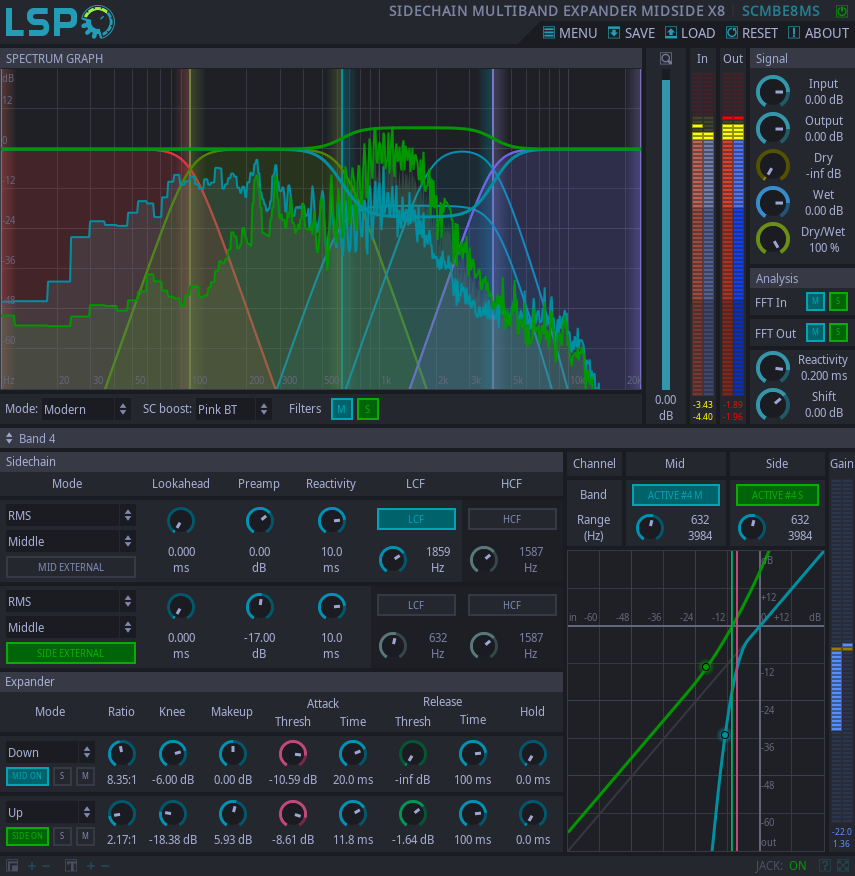 LSP SIDECHAIN MULTIBAND EXPANDER MIDSIDE X8 SCMBE8MS
MENU SAVE LOAD RESET ABOUT
SPECTRUM GRAPH
dB
12
0
-12
-24
-36
-48
-60
Hz 20 30 50 100 200 300 500 1k 2k 3k 5k 10k 20k
0.00
dB
In Out
-3.43 -1.89
-4.40 -1.96
Signal
Input
0.00 dB
Output
0.00 dB
Dry
-inf dB
Wet
0.00 dB
Dry/Wet
100 %
Analysis
FFT In M S
FFT Out M S
Reactivity
0.200 ms
Shift
0.00 dB
Mode: Modern SC boost: Pink BT Filters M S
Band 4
Sidechain
Mode Lookahead Preamp Reactivity LCF HCF
RMS
Middle
MID EXTERNAL
0.000
ms
0.00
dB
10.0
ms
LCF
1859
Hz
HCF
1587
Hz
RMS
Middle
SIDE EXTERNAL
0.000
ms
-17.00
dB
10.0
ms
LCF
632
Hz
HCF
1587
Hz
Expander
Mode Ratio Knee Makeup Attack Release Hold
Thresh Time Thresh Time
Down
MID ON S M
8.35:1 -6.00 dB 0.00 dB -10.59 dB 20.0 ms -inf dB 100 ms 0.0 ms
Up
SIDE ON S M
2.17:1 -18.38 dB 5.93 dB -8.61 dB 11.8 ms -1.64 dB 100 ms 0.0 ms
Channel Mid Side Gain
Band ACTIVE #4 M ACTIVE #4 S
Range
(Hz)
632
3984
632
3984
dB
+12
in -60 -48 -36 -24 -12 0 +12 dB
-12
-24
-36
-48
-60
out
-22.0
1.36
JACK: ON ?